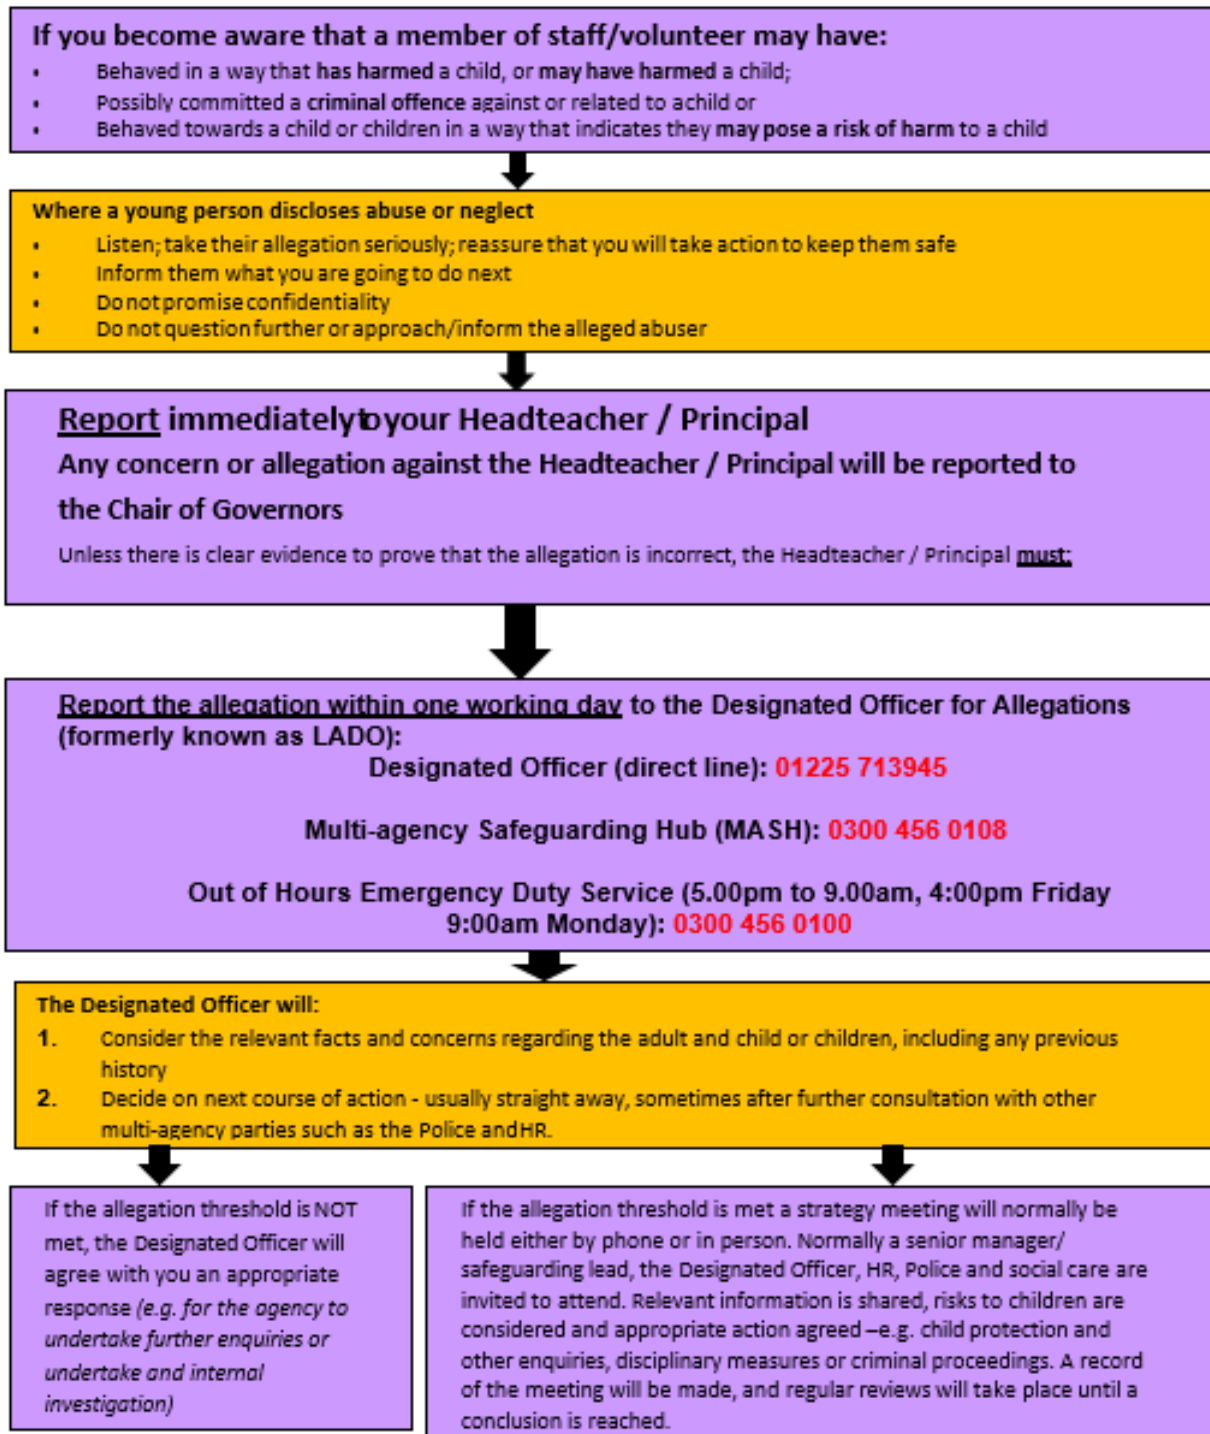 If you become aware that a member of staff/volunteer may have:
• Behaved in a way that has harmed a child, or may have harmed a child;
• Possibly committed a criminal offence against or related to achild or
• Behaved towards a child or children in a way that indicates they may pose a risk of harm to a child
Where a young person discloses abuse or neglect
• Listen; take their allegation seriously; reassure that you will take action to keep them safe
• Inform them what you are going to do next
• Do not promise confidentiality
• Do not question further or approach/inform the alleged abuser
Report immediately to your Headteacher / Principal
Any concern or allegation against the Headteacher / Principal will be reported to
the Chair of Governors
Unless there is clear evidence to prove that the allegation is incorrect, the Headteacher / Principal must:
Report the allegation within one working day to the Designated Officer for Allegations
(formerly known as LADO):
Designated Officer (direct line): 01225 713945
Multi-agency Safeguarding Hub (MASH): 0300 456 0108
Out of Hours Emergency Duty Service (5.00pm to 9.00am, 4:00pm Friday
9:00am Monday): 0300 456 0100
The Designated Officer will:
1. Consider the relevant facts and concerns regarding the adult and child or children, including any previous
history
2. Decide on next course of action - usually straight away, sometimes after further consultation with other
multi-agency parties such as the Police andHR.
If the allegation threshold is NOT
met, the Designated Officer will
agree with you an appropriate
response (e.g. for the agency to
undertake further enquiries or
undertake and internal
investigation)
If the allegation threshold is met a strategy meeting will normally be
held either by phone or in person. Normally a senior manager/
safeguarding lead, the Designated Officer, HR, Police and social care are
invited to attend. Relevant information is shared, risks to children are
considered and appropriate action agreed –e.g. child protection and
other enquiries, disciplinary measures or criminal proceedings. A record
of the meeting will be made, and regular reviews will take place until a
conclusion is reached.